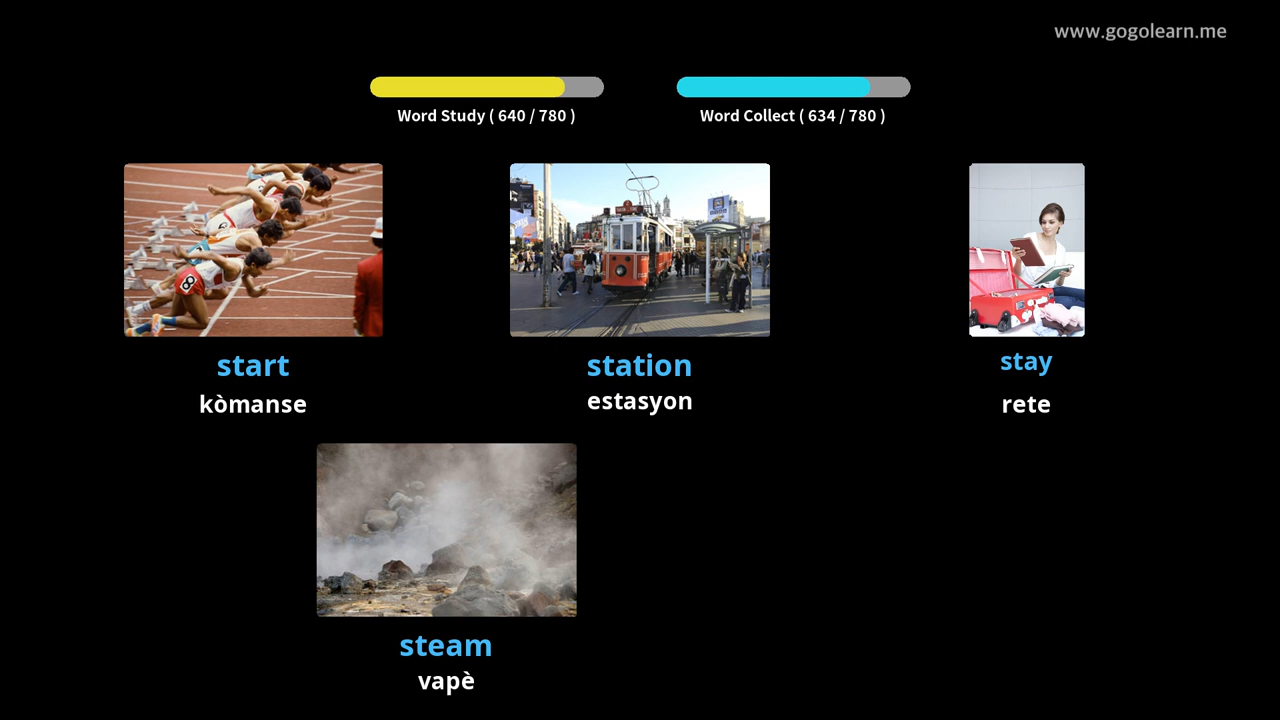 www.gogolearn.me
Word Study ( 640 / 780 )
Word Collect ( 634 / 780 )
8
start
kòmanse
station
estasyon
stay
rete
steam
vapè